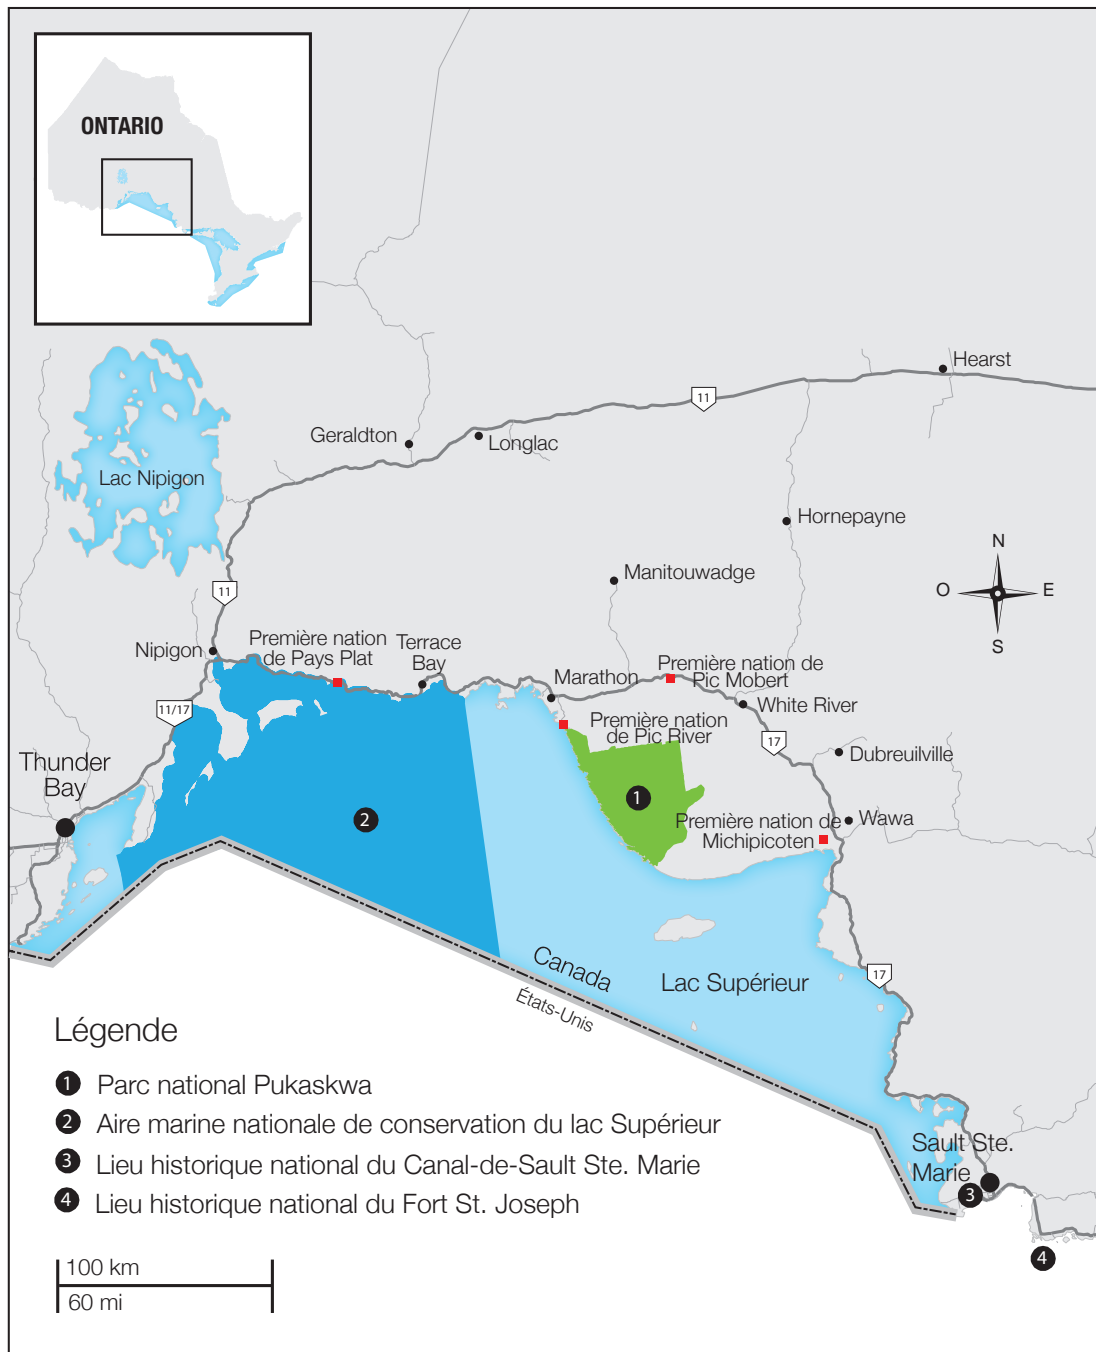 ONTARIO
Hearst
11
Geraldton
Longlac
Lac Nipigon
Hornepayne
N
O
E
S
Manitouwadge
11
Nipigon
Première nation
de Pays Plat
Terrace
Bay
Marathon
Première nation de
Pic Mobert
White River
11/17
Première nation
de Pic River
17
Dubreuilville
Thunder
Bay
1
2
Première nation de
Michipicoten
Wawa
Canada
États-Unis
Lac Supérieur
17
Légende
1 Parc national Pukaskwa
2 Aire marine nationale de conservation du lac Supérieur
3 Lieu historique national du Canal-de-Sault Ste. Marie
4 Lieu historique national du Fort St. Joseph
Sault Ste.
Marie
3
4
100 km
60 mi